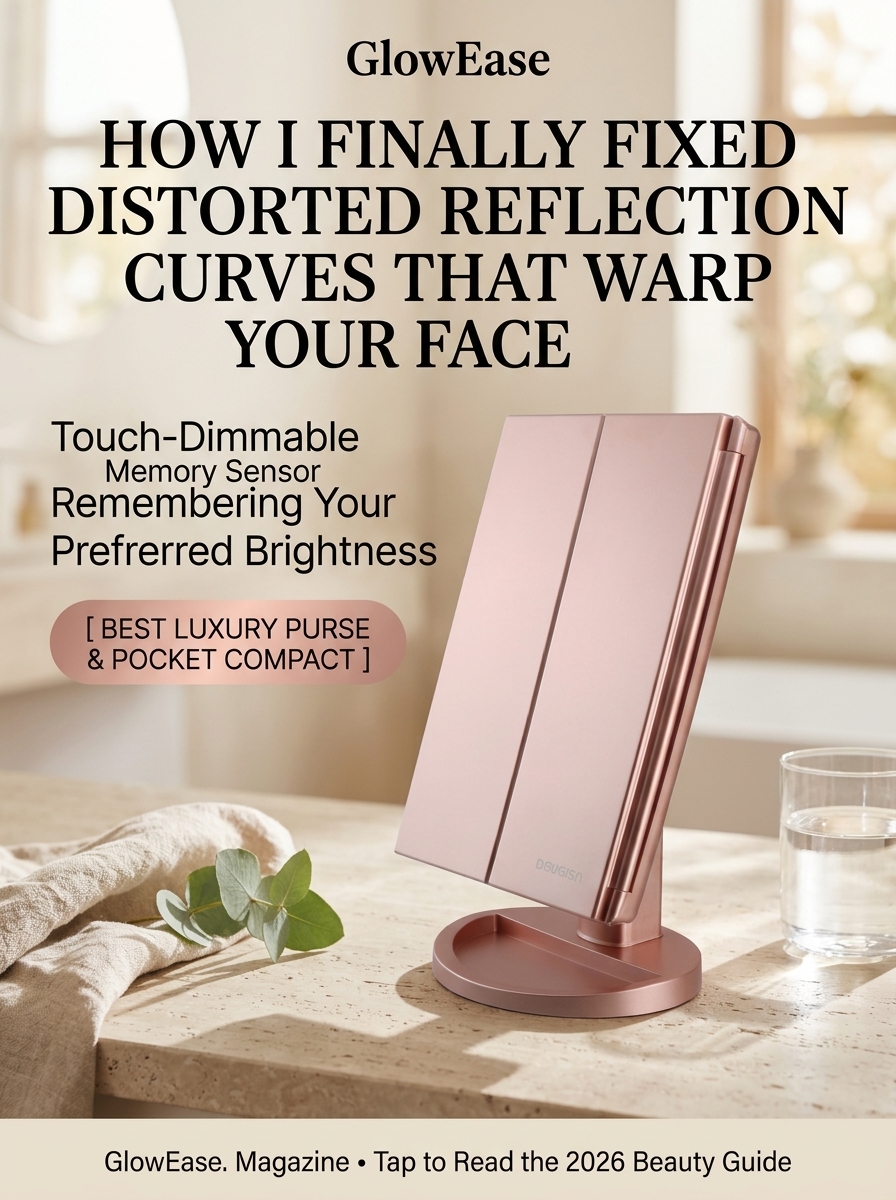 GlowEase
HOW I FINALLY FIXED
DISTORTED REFLECTION
CURVES THAT WARP
YOUR FACE
Touch-Dimmable
Memory Sensor
Remembering Your
Prefrerred Brightness
[ BEST LUXURY PURSE
& POCKET COMPACT ]
GlowEase. Magazine • Tap to Read the 2026 Beauty Guide